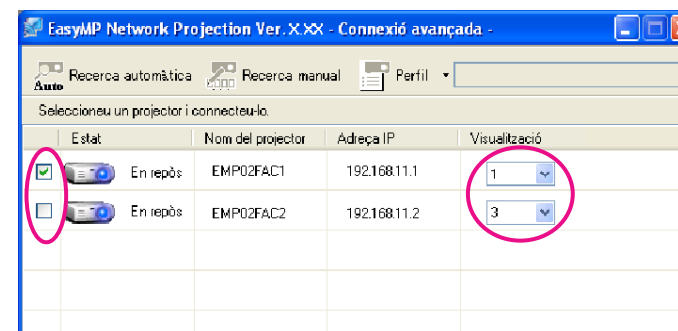 EasyMP Network Projection Ver. X.XX - Connexió avançada -
Auto Recerca automàtica Recerca manual Perfil
Seleccioneu un projector i connecteu-lo.
Estat Nom del projector Adreça IP Visualització
En repòs EMP02FAC1 192.168.11.1 1
En repòs EMP02FAC2 192.168.11.2 3